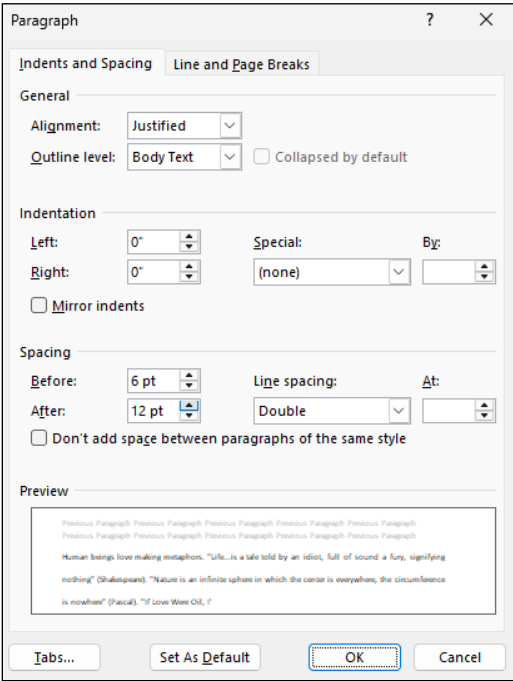 Paragraph ? ×
Indents and Spacing Line and Page Breaks
General
Alignment: Justified
Outline level: Body Text Collapsed by default
Indentation
Left: 0" Special: By:
Right: 0" (none)
Mirror indents
Spacing
Before: 6 pt Line spacing: At:
After: 12 pt Double
Don't add space between paragraphs of the same style
Preview
Previous Paragraph Previous Paragraph Previous Paragraph Previous Paragraph Previous Paragraph
Previous Paragraph Previous Paragraph Previous Paragraph Previous Paragraph Previous Paragraph
Human beings love making metaphors. "Life...is a tale told by an idiot, full of sound a fury, signifying
nothing" (Shakespeare). "Nature is an infinite sphere in which the center is everywhere, the circumference
is nowhere" (Pascal). "If Love Were Oil, I'
Tabs... Set As Default OK Cancel